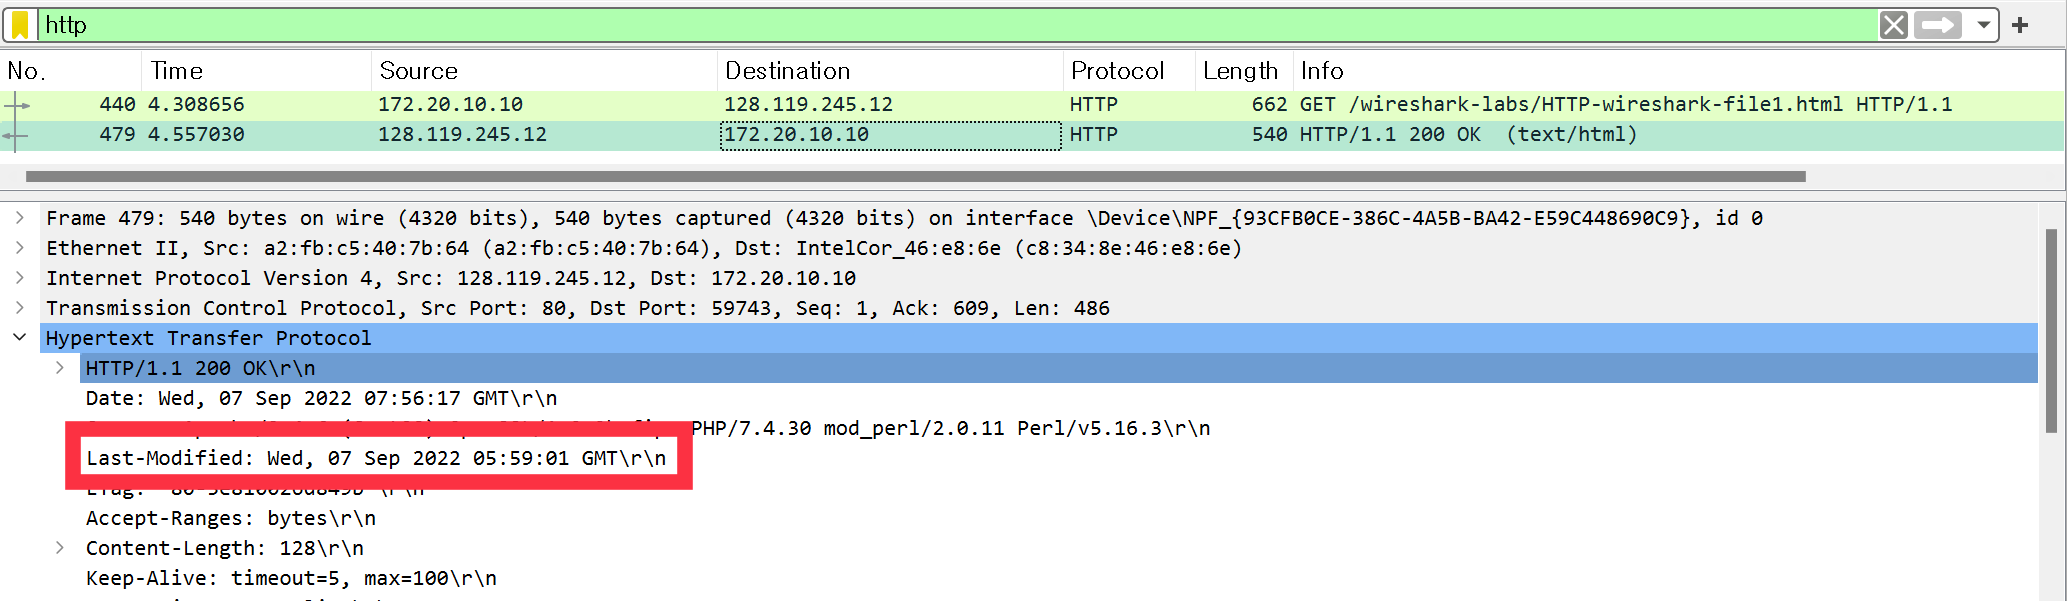 http
No. Time Source Destination Protocol Length Info
440 4.308656 172.20.10.10 128.119.245.12 HTTP 662 GET /wireshark-labs/HTTP-wireshark-file1.html HTTP/1.1
479 4.557030 128.119.245.12 172.20.10.10 HTTP 540 HTTP/1.1 200 OK (text/html)
Frame 479: 540 bytes on wire (4320 bits), 540 bytes captured (4320 bits) on interface \Device\NPF_{93CFB0CE-386C-4A5B-BA42-E59C448690C9}, id 0
Ethernet II, Src: a2:fb:c5:40:7b:64 (a2:fb:c5:40:7b:64), Dst: IntelCor_46:e8:6e (c8:34:8e:46:e8:6e)
Internet Protocol Version 4, Src: 128.119.245.12, Dst: 172.20.10.10
Transmission Control Protocol, Src Port: 80, Dst Port: 59743, Seq: 1, Ack: 609, Len: 486
Hypertext Transfer Protocol
HTTP/1.1 200 OK\r\n
Date: Wed, 07 Sep 2022 07:56:17 GMT\r\n
PHP/7.4.30 mod_perl/2.0.11 Perl/v5.16.3\r\n
Last-Modified: Wed, 07 Sep 2022 05:59:01 GMT\r\n
ETag:
Accept-Ranges: bytes\r\n
Content-Length: 128\r\n
Keep-Alive: timeout=5, max=100\r\n